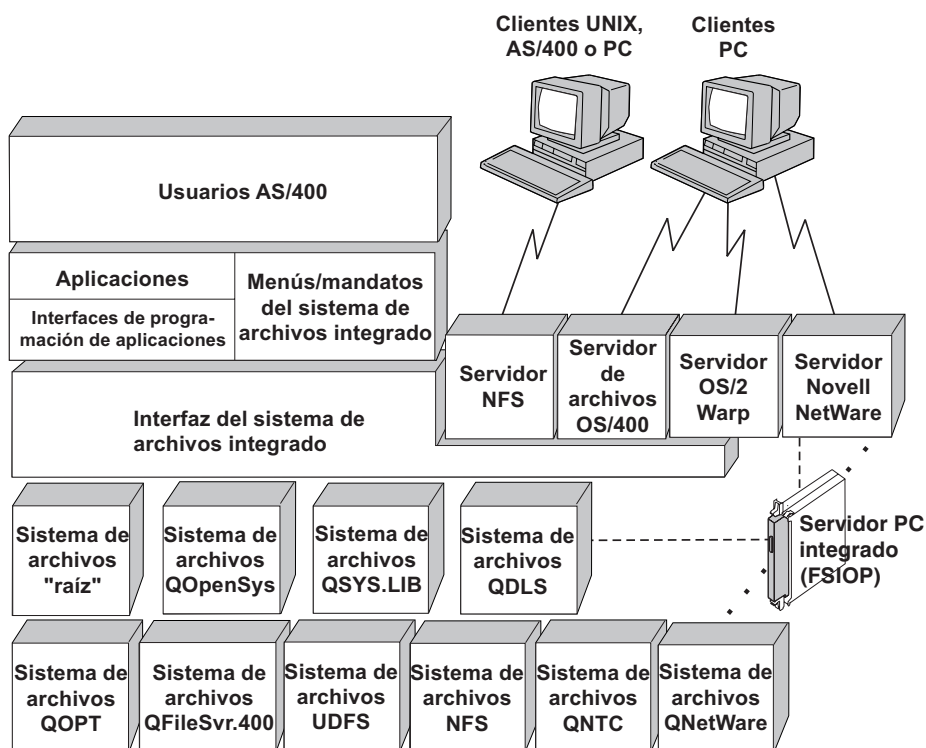 Clientes UNIX,
AS/400 o PC
Clientes
PC
Usuarios AS/400
Aplicaciones
Interfaces de progra-
mación de aplicaciones
Menús/mandatos
del sistema de
archivos integrado
Servidor
NFS
Servidor
de
archivos
OS/400
Servidor
OS/2
Warp
Servidor
Novell
NetWare
Interfaz del sistema de
archivos integrado
Sistema de
archivos
"raíz"
Sistema de
archivos
QOpenSys
Sistema de
archivos
QSYS.LIB
Sistema de
archivos
QDLS
Servidor PC
integrado
(FSIOP)
Sistema de
archivos
QOPT
Sistema de
archivos
QFileSvr.400
Sistema de
archivos
UDFS
Sistema de
archivos
NFS
Sistema de
archivos
QNTC
Sistema de
archivos
QNetWare